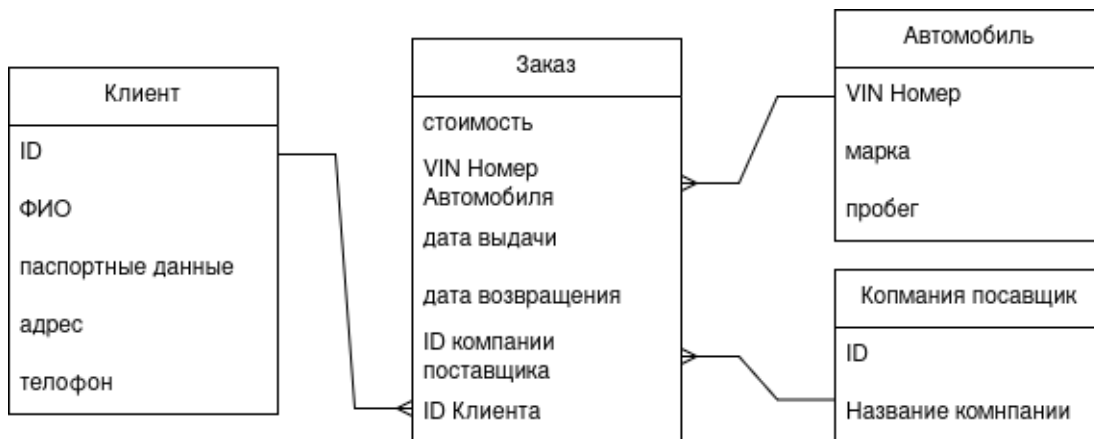 Клиент
ID
ФИО
паспортные данные
адрес
телофон
Заказ
стоимость
VIN Номер
Автомобиля
дата выдачи
дата возвращения
ID компании
поставщика
ID Клиента
Автомобиль
VIN Номер
марка
пробег
Копмания посавщик
ID
Название комнпании